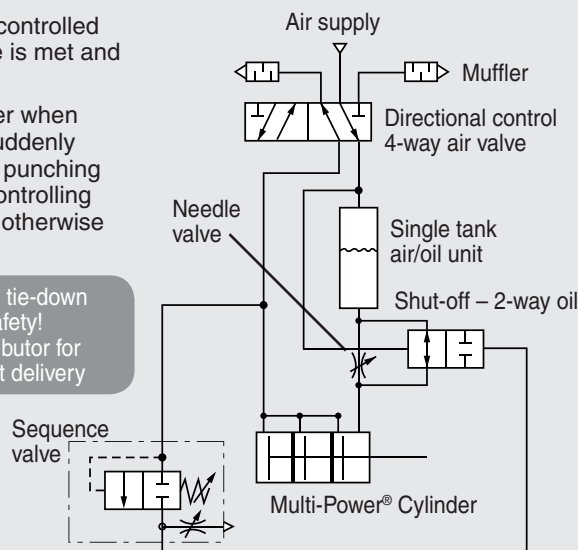 controlled
e is met and
er when
uddenly
punching
ontrolling
otherwise
tie-down
afety!
butor for
t delivery
Air supply
Muffler
Directional control
4-way air valve
Needle
valve
Single tank
air/oil unit
Shut-off – 2-way oil
Sequence
valve
Multi-Power® Cylinder